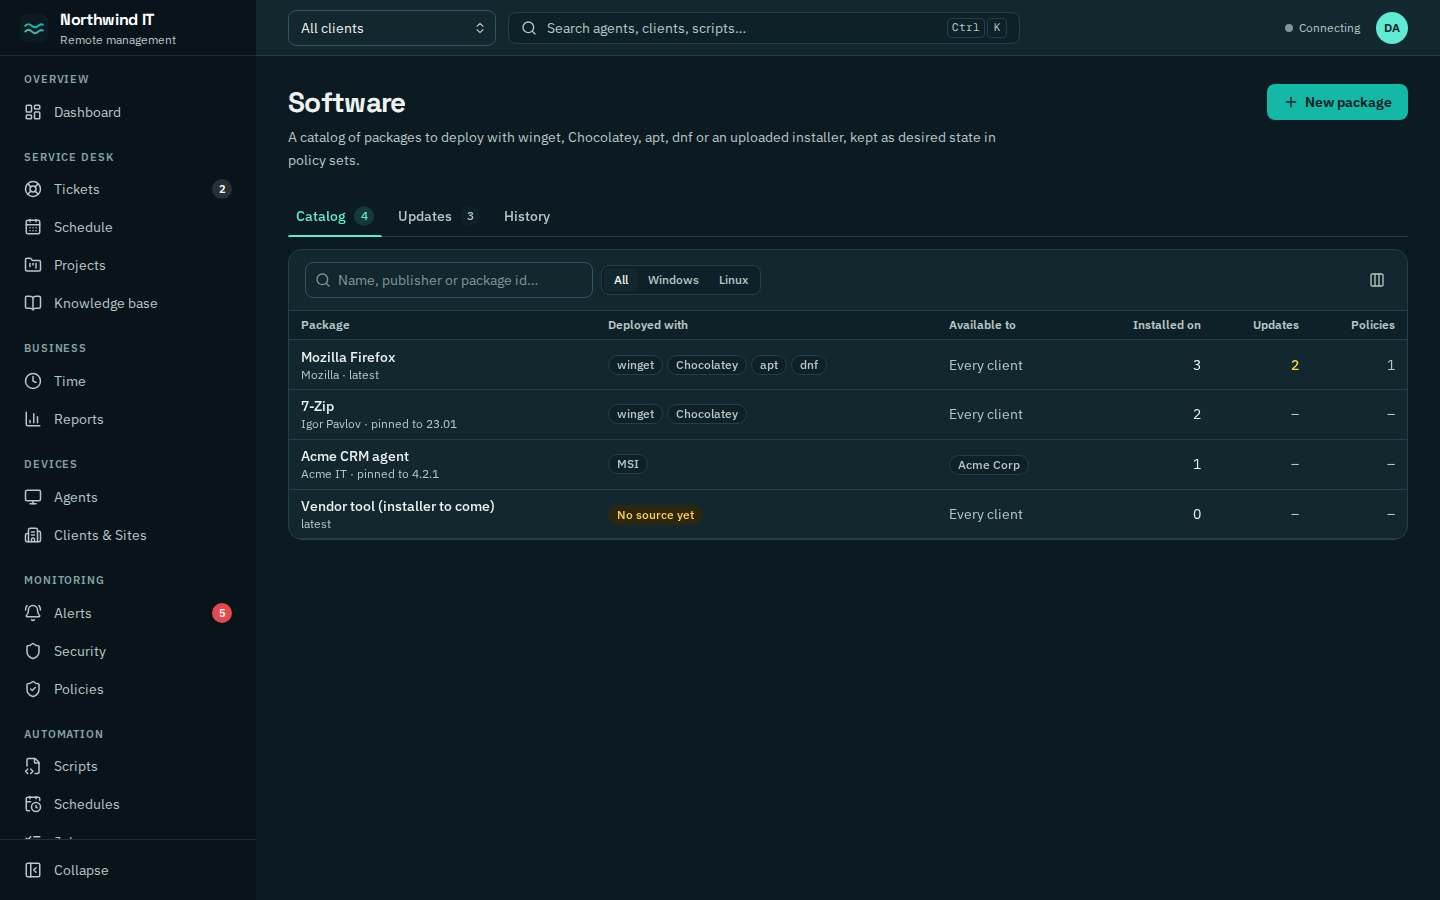 Northwind IT
Remote management
All clients
Search agents, clients, scripts...
Ctrl K
Connecting
DA
OVERVIEW
Dashboard
SERVICE DESK
Tickets 2
Schedule
Projects
Knowledge base
BUSINESS
Time
Reports
DEVICES
Agents
Clients & Sites
MONITORING
Alerts 5
Security
Policies
AUTOMATION
Scripts
Schedules
Collapse
Software
New package
A catalog of packages to deploy with winget, Chocolatey, apt, dnf or an uploaded installer, kept as desired state in
policy sets.
Catalog 4 Updates 3 History
Name, publisher or package id...
All Windows Linux
Package Deployed with Available to Installed on Updates Policies
Mozilla Firefox
Mozilla · latest
winget Chocolatey apt dnf Every client 3 2 1
7-Zip
Igor Pavlov · pinned to 23.01
winget Chocolatey Every client 2 – –
Acme CRM agent
Acme IT · pinned to 4.2.1
MSI Acme Corp 1 – –
Vendor tool (installer to come)
latest
No source yet Every client 0 – –